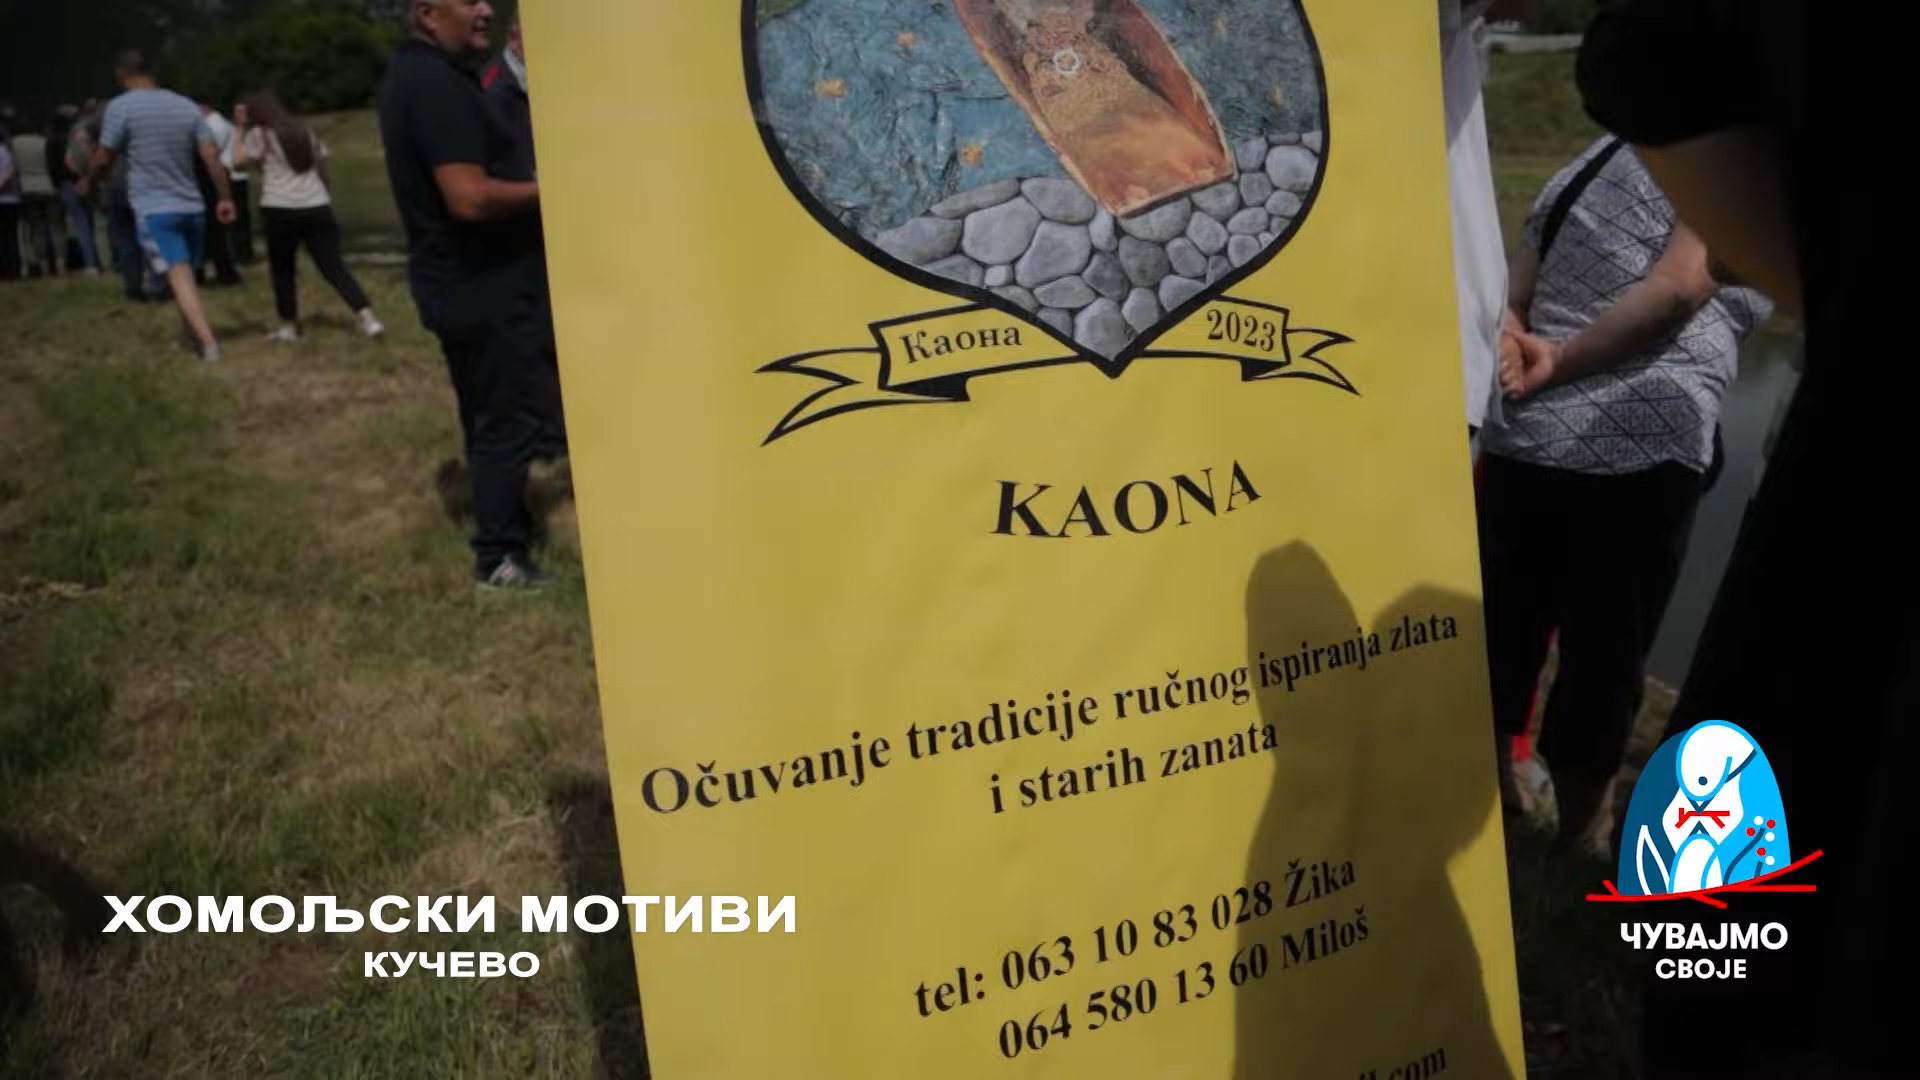 Каона 2023
KAONA
Očuvanje tradicije ručnog ispiranja zlata
i starih zanata
tel: 063 10 83 028 Žika
064 580 13 60 Miloš
ХОМОЉСКИ МОТИВИ
КУЧЕВО
ЧУВАЈМО
СВОЈЕ